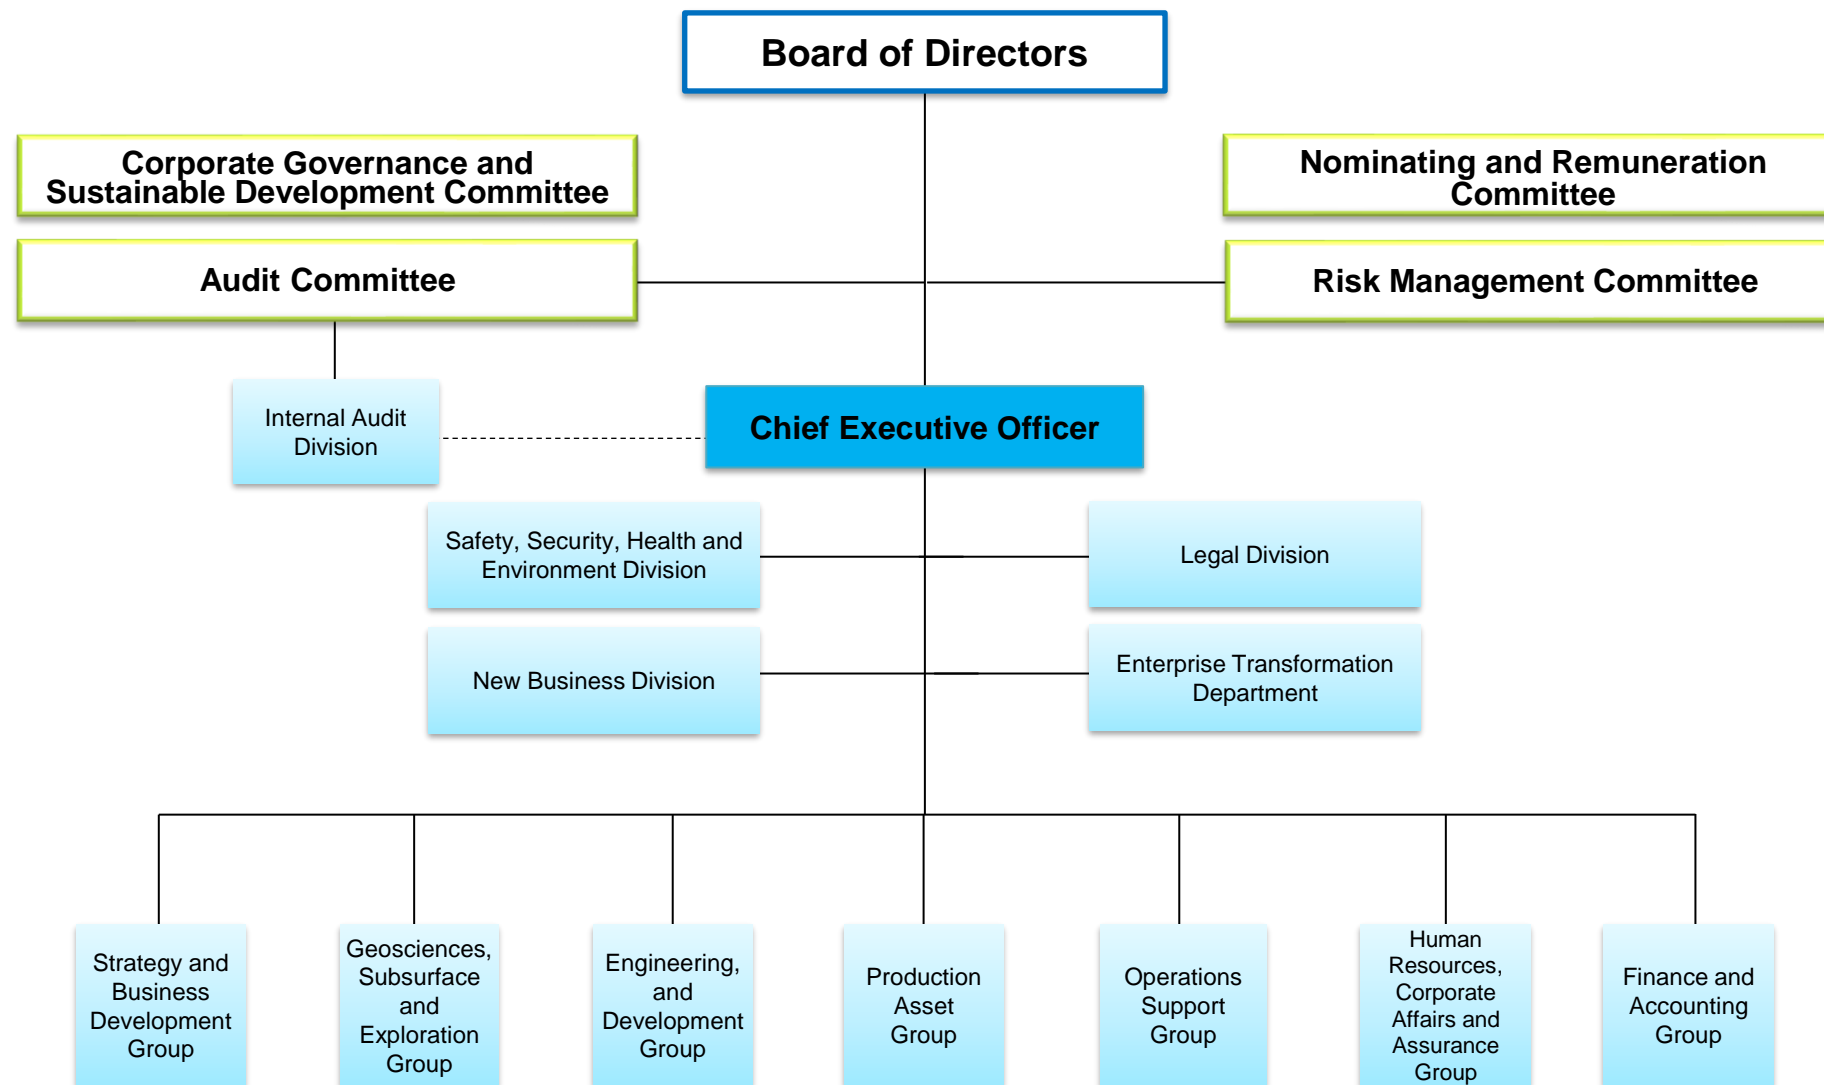 Board of Directors
Corporate Governance and
Sustainable Development Committee
Nominating and Remuneration
Committee
Audit Committee
Risk Management Committee
Internal Audit
Division
Chief Executive Officer
Safety, Security, Health and
Environment Division
Legal Division
New Business Division
Enterprise Transformation
Department
Strategy and
Business
Development
Group
Geosciences,
Subsurface
and
Exploration
Group
Engineering,
and
Development
Group
Production
Asset
Group
Operations
Support
Group
Human
Resources,
Corporate
Affairs and
Assurance
Group
Finance and
Accounting
Group